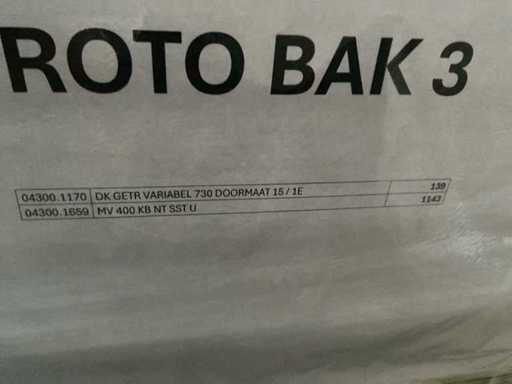 ROTO BAK 3
04300.1170 DK GETR VARIABEL 730 DOORMAAT 15 / 1E 139
04300.1659 MV 400 KB NT SST U 1143